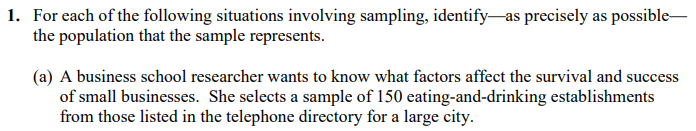 1. For each of the following situations involving sampling, identify—as precisely as possible—
the population that the sample represents.
(a) A business school researcher wants to know what factors affect the survival and success
of small businesses. She selects a sample of 150 eating-and-drinking establishments
from those listed in the telephone directory for a large city.